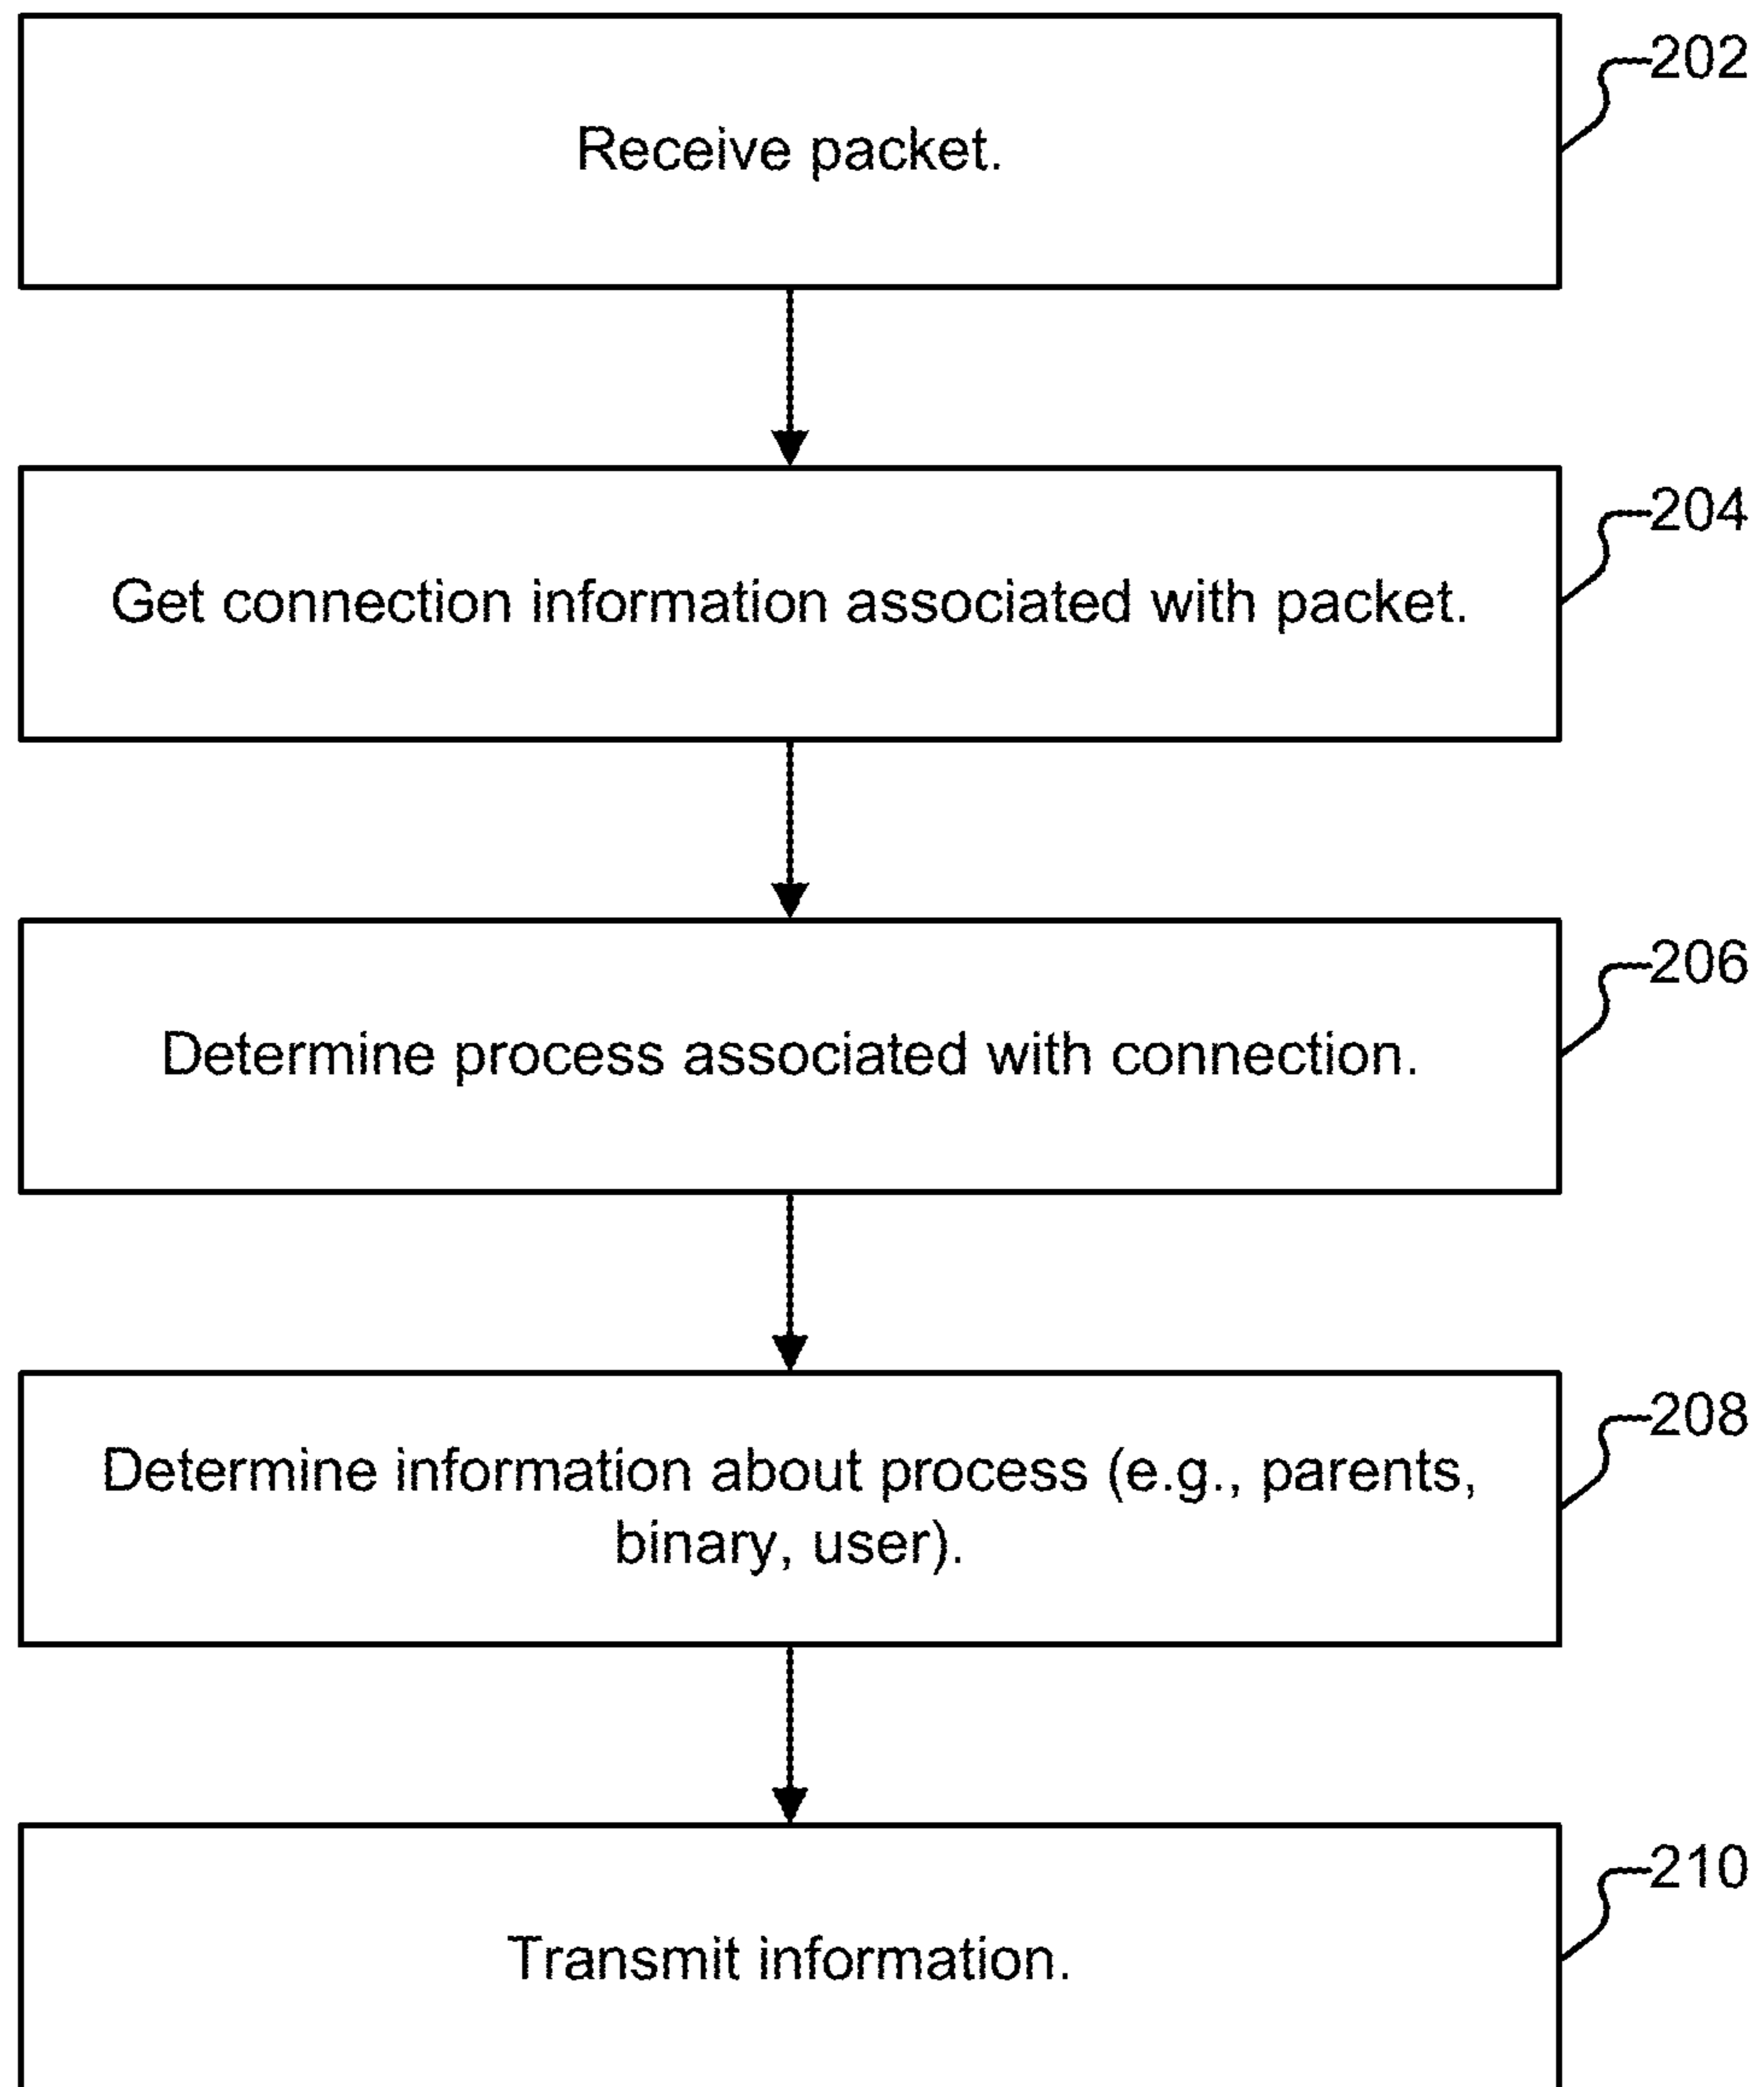 202
Receive packet.
204
Get connection information associated with packet.
206
Determine process associated with connection.
208
Determine information about process (e.g., parents,
binary, user).
210
Transmit information.